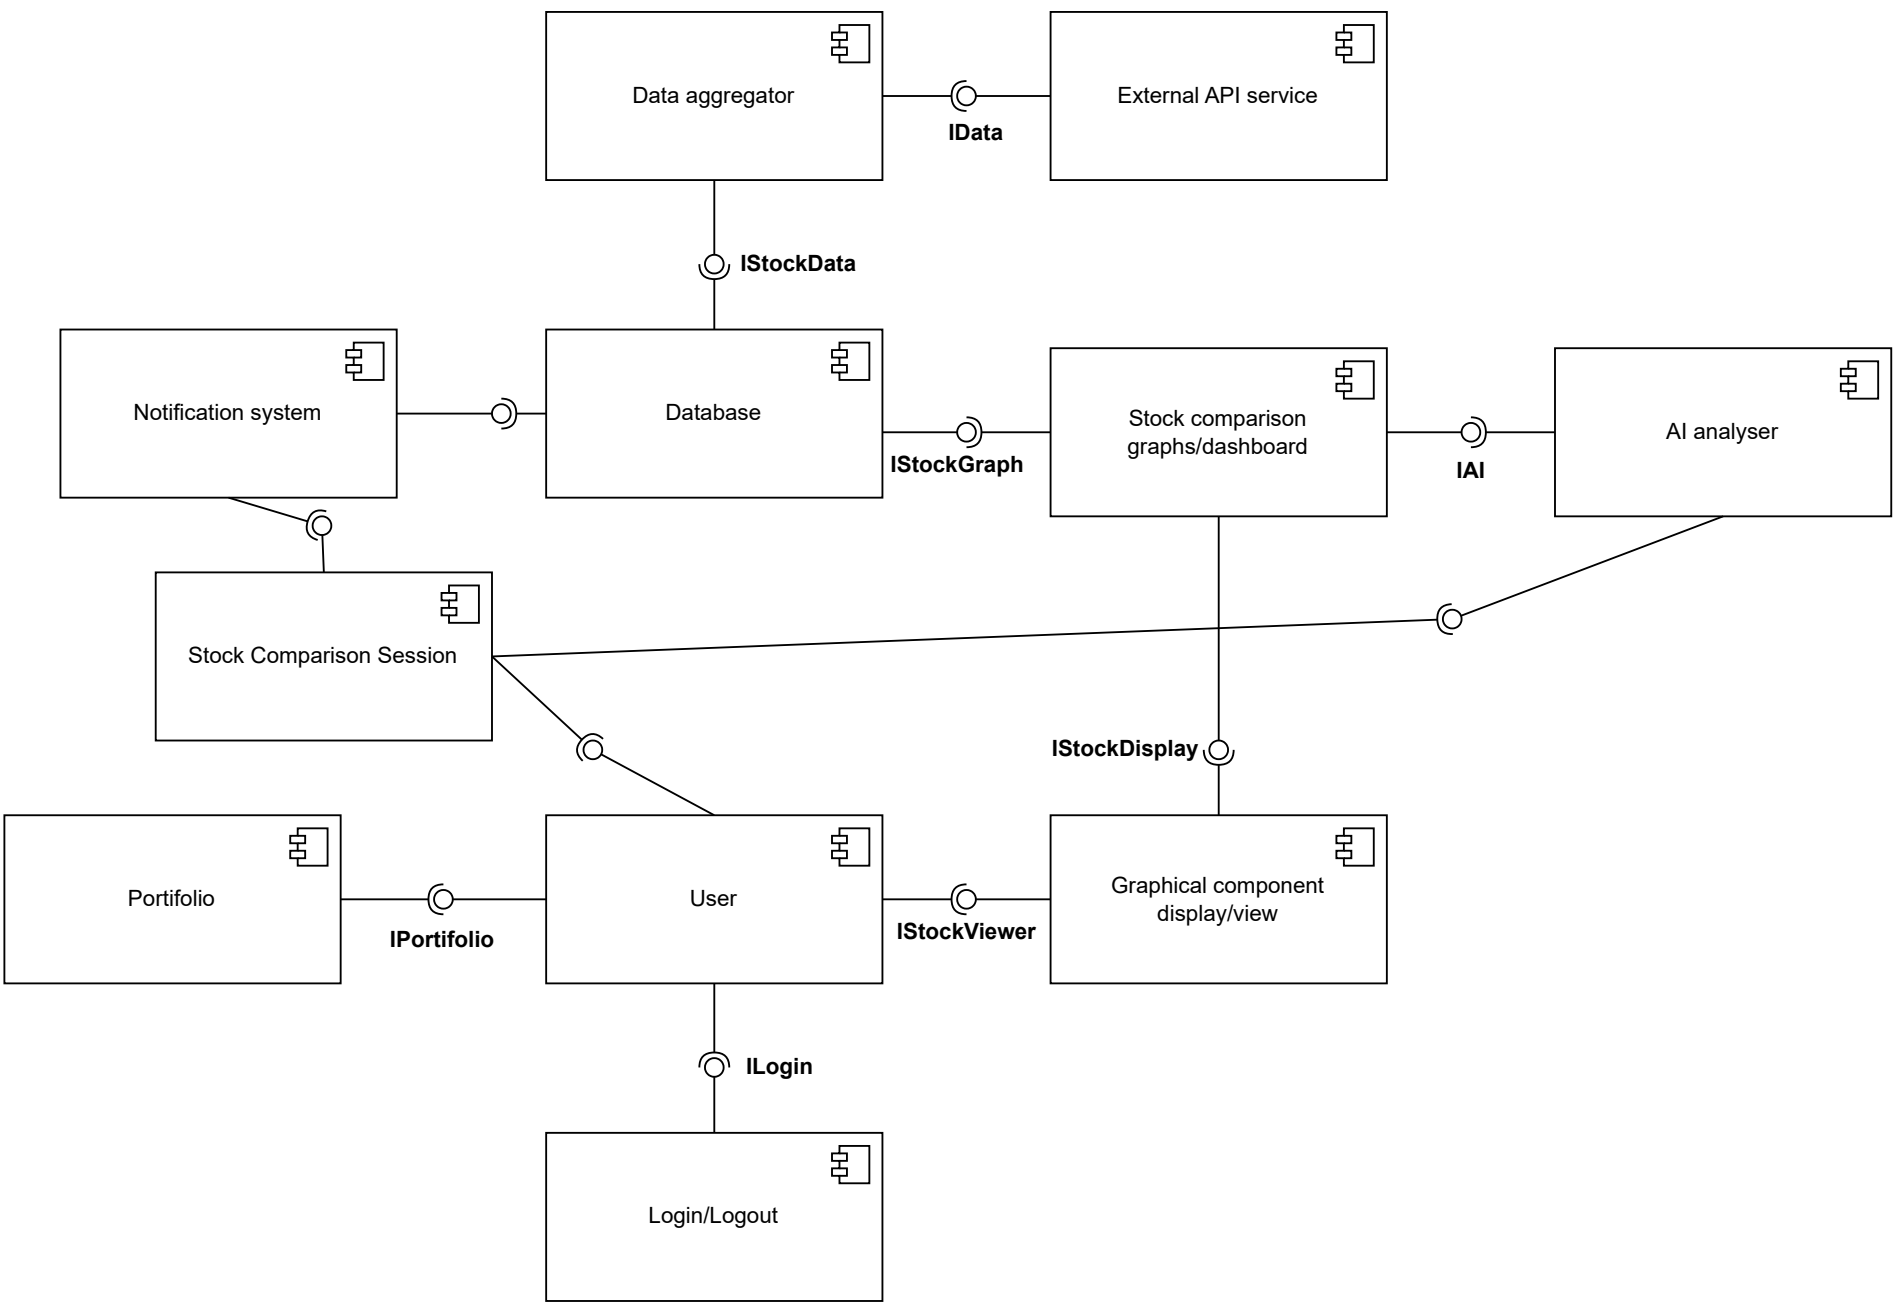 Data aggregator
External API service
IData
IStockData
Notification system
Database
Stock comparison
graphs/dashboard
AI analyser
IStockGraph
IAI
Stock Comparison Session
IStockDisplay
Portifolio
User
Graphical component
display/view
IPortifolio
IStockViewer
ILogin
Login/Logout